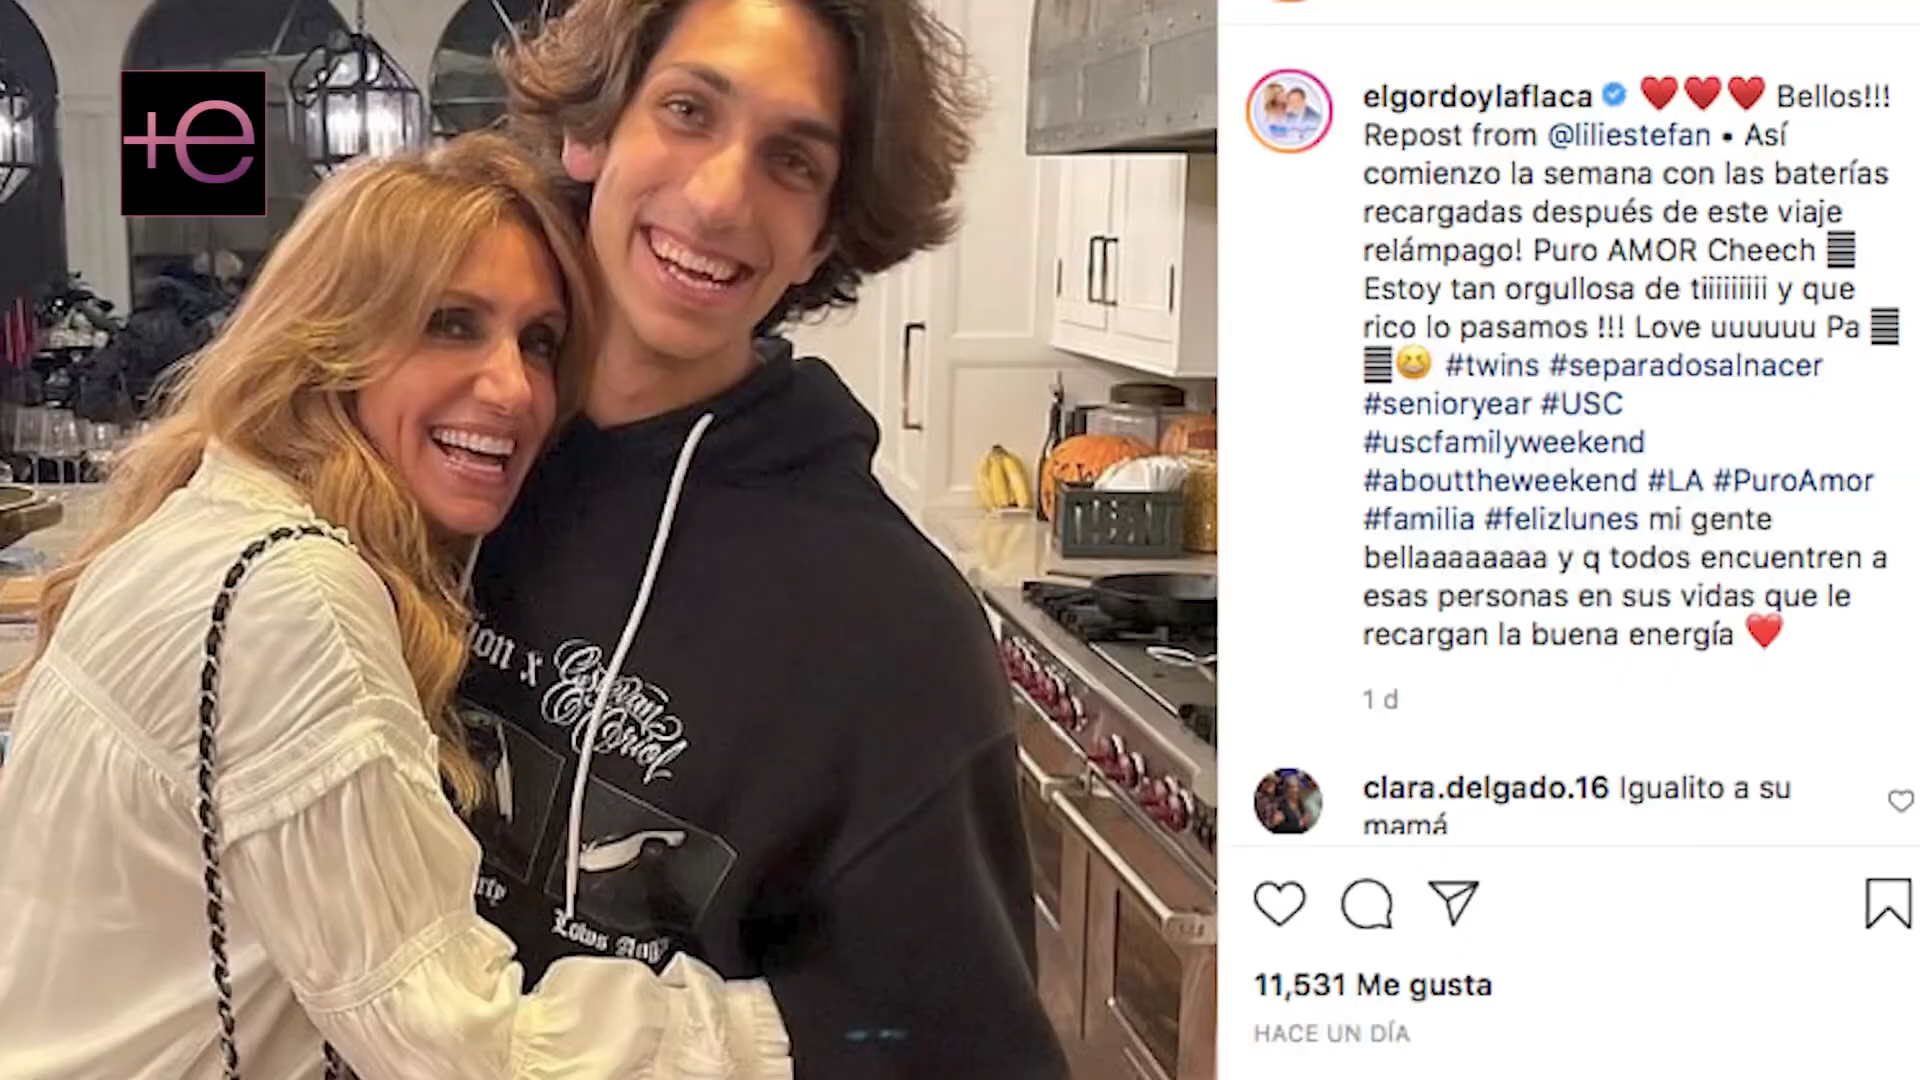 +e
elgordoylaflaca ❤️❤️❤️ Bellos!!!
Repost from @liliestefan • Así
comienzo la semana con las baterías
recargadas después de este viaje
relámpago! Puro AMOR Cheech
Estoy tan orgullosa de tiiiiiiiiii y que
rico lo pasamos !!! Love uuuuuu Pa
😆 #twins #separadosalnacer
#senioryear #USC
#uscfamilyweekend
#abouttheweekend #LA #PuroAmor
#familia #felizlunes mi gente
bellaaaaaaaa y q todos encuentren a
esas personas en sus vidas que le
recargan la buena energía ❤️
1 d
clara.delgado.16 Igualito a su
mamá
11,531 Me gusta
HACE UN DÍA
x
Estevan
Oriol